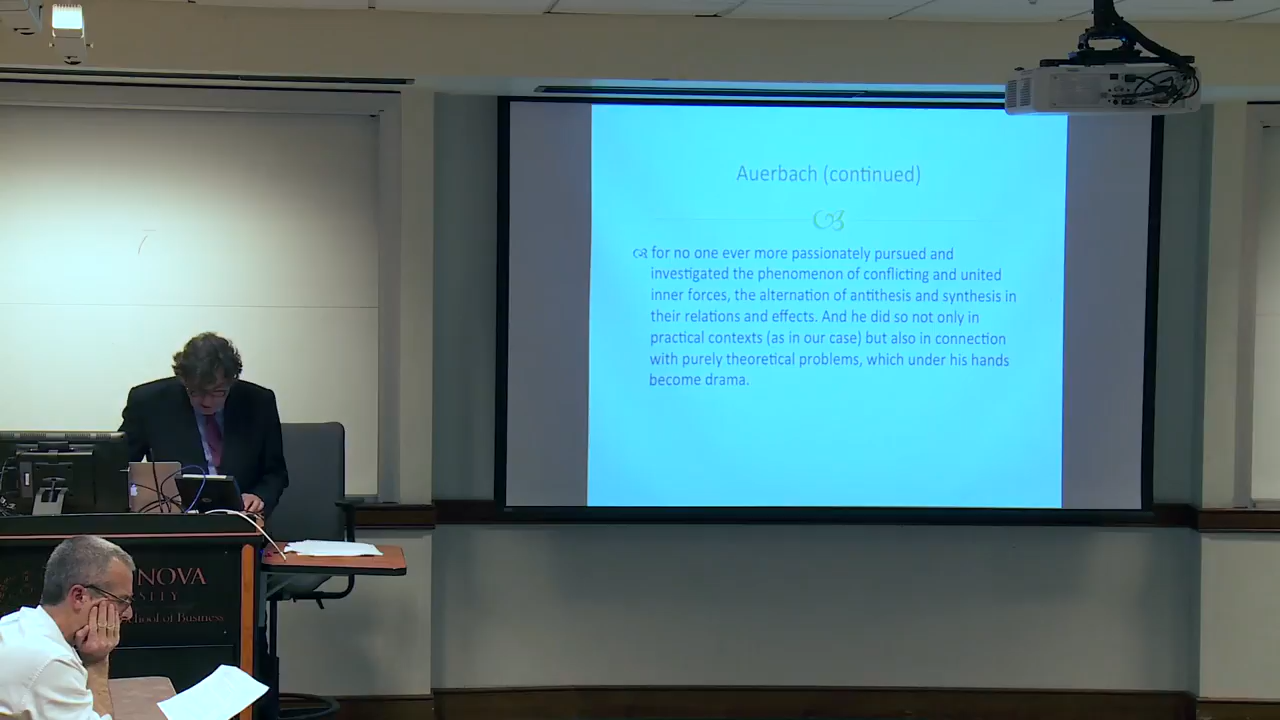 Auerbach (continued)
for no one ever more passionately pursued and
investigated the phenomenon of conflicting and united
inner forces, the alternation of antithesis and synthesis in
their relations and effects. And he did so not only in
practical contexts (as in our case) but also in connection
with purely theoretical problems, which under his hands
become drama.
NOVA
SITY
hool of Business